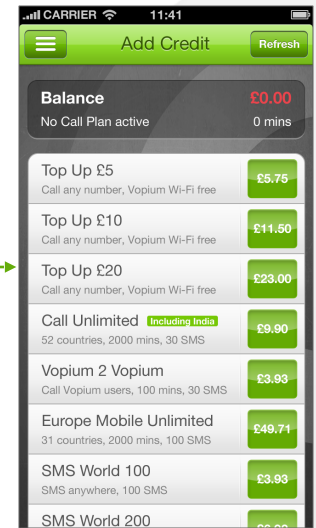 CARRIER 11:41
Add Credit Refresh
Balance £0.00
No Call Plan active 0 mins
Top Up £5
Call any number, Vopium Wi-Fi free
£5.75
Top Up £10
Call any number, Vopium Wi-Fi free
£11.50
Top Up £20
Call any number, Vopium Wi-Fi free
£23.00
Call Unlimited Including India
52 countries, 2000 mins, 30 SMS
£9.90
Vopium 2 Vopium
Call Vopium users, 100 mins, 30 SMS
£3.93
Europe Mobile Unlimited
31 countries, 2000 mins, 100 SMS
£49.71
SMS World 100
SMS anywhere, 100 SMS
£3.93
SMS World 200